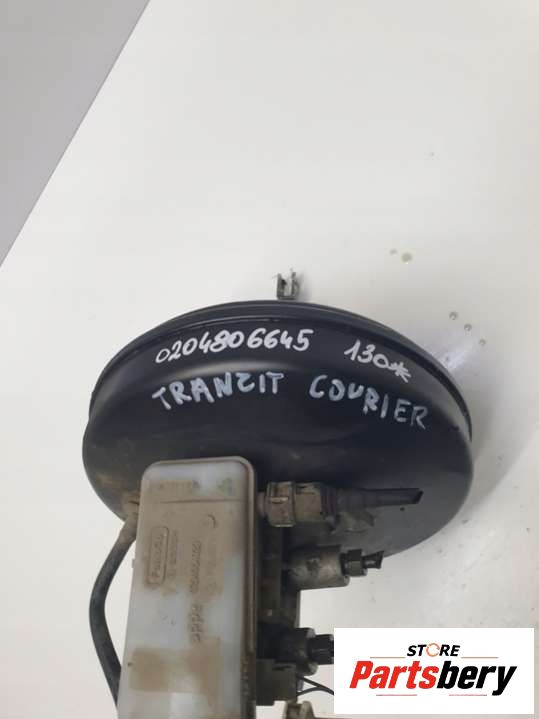 0204806645 130*
TRANZIT COURIER
STORE
Partsbery